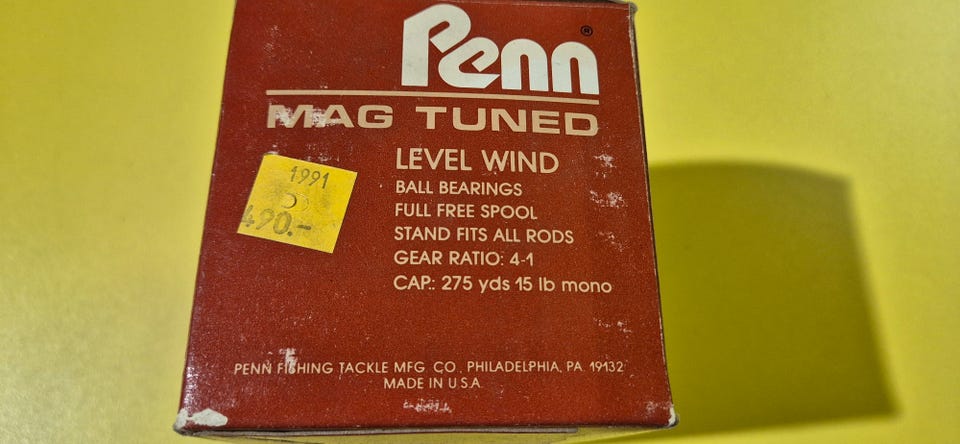 Penn®
MAG TUNED
LEVEL WIND
BALL BEARINGS
FULL FREE SPOOL
STAND FITS ALL RODS
GEAR RATIO: 4-1
CAP.: 275 yds 15 lb mono
1991
490.-
PENN FISHING TACKLE MFG CO. PHILADELPHIA, PA 19132
MADE IN U.S.A.